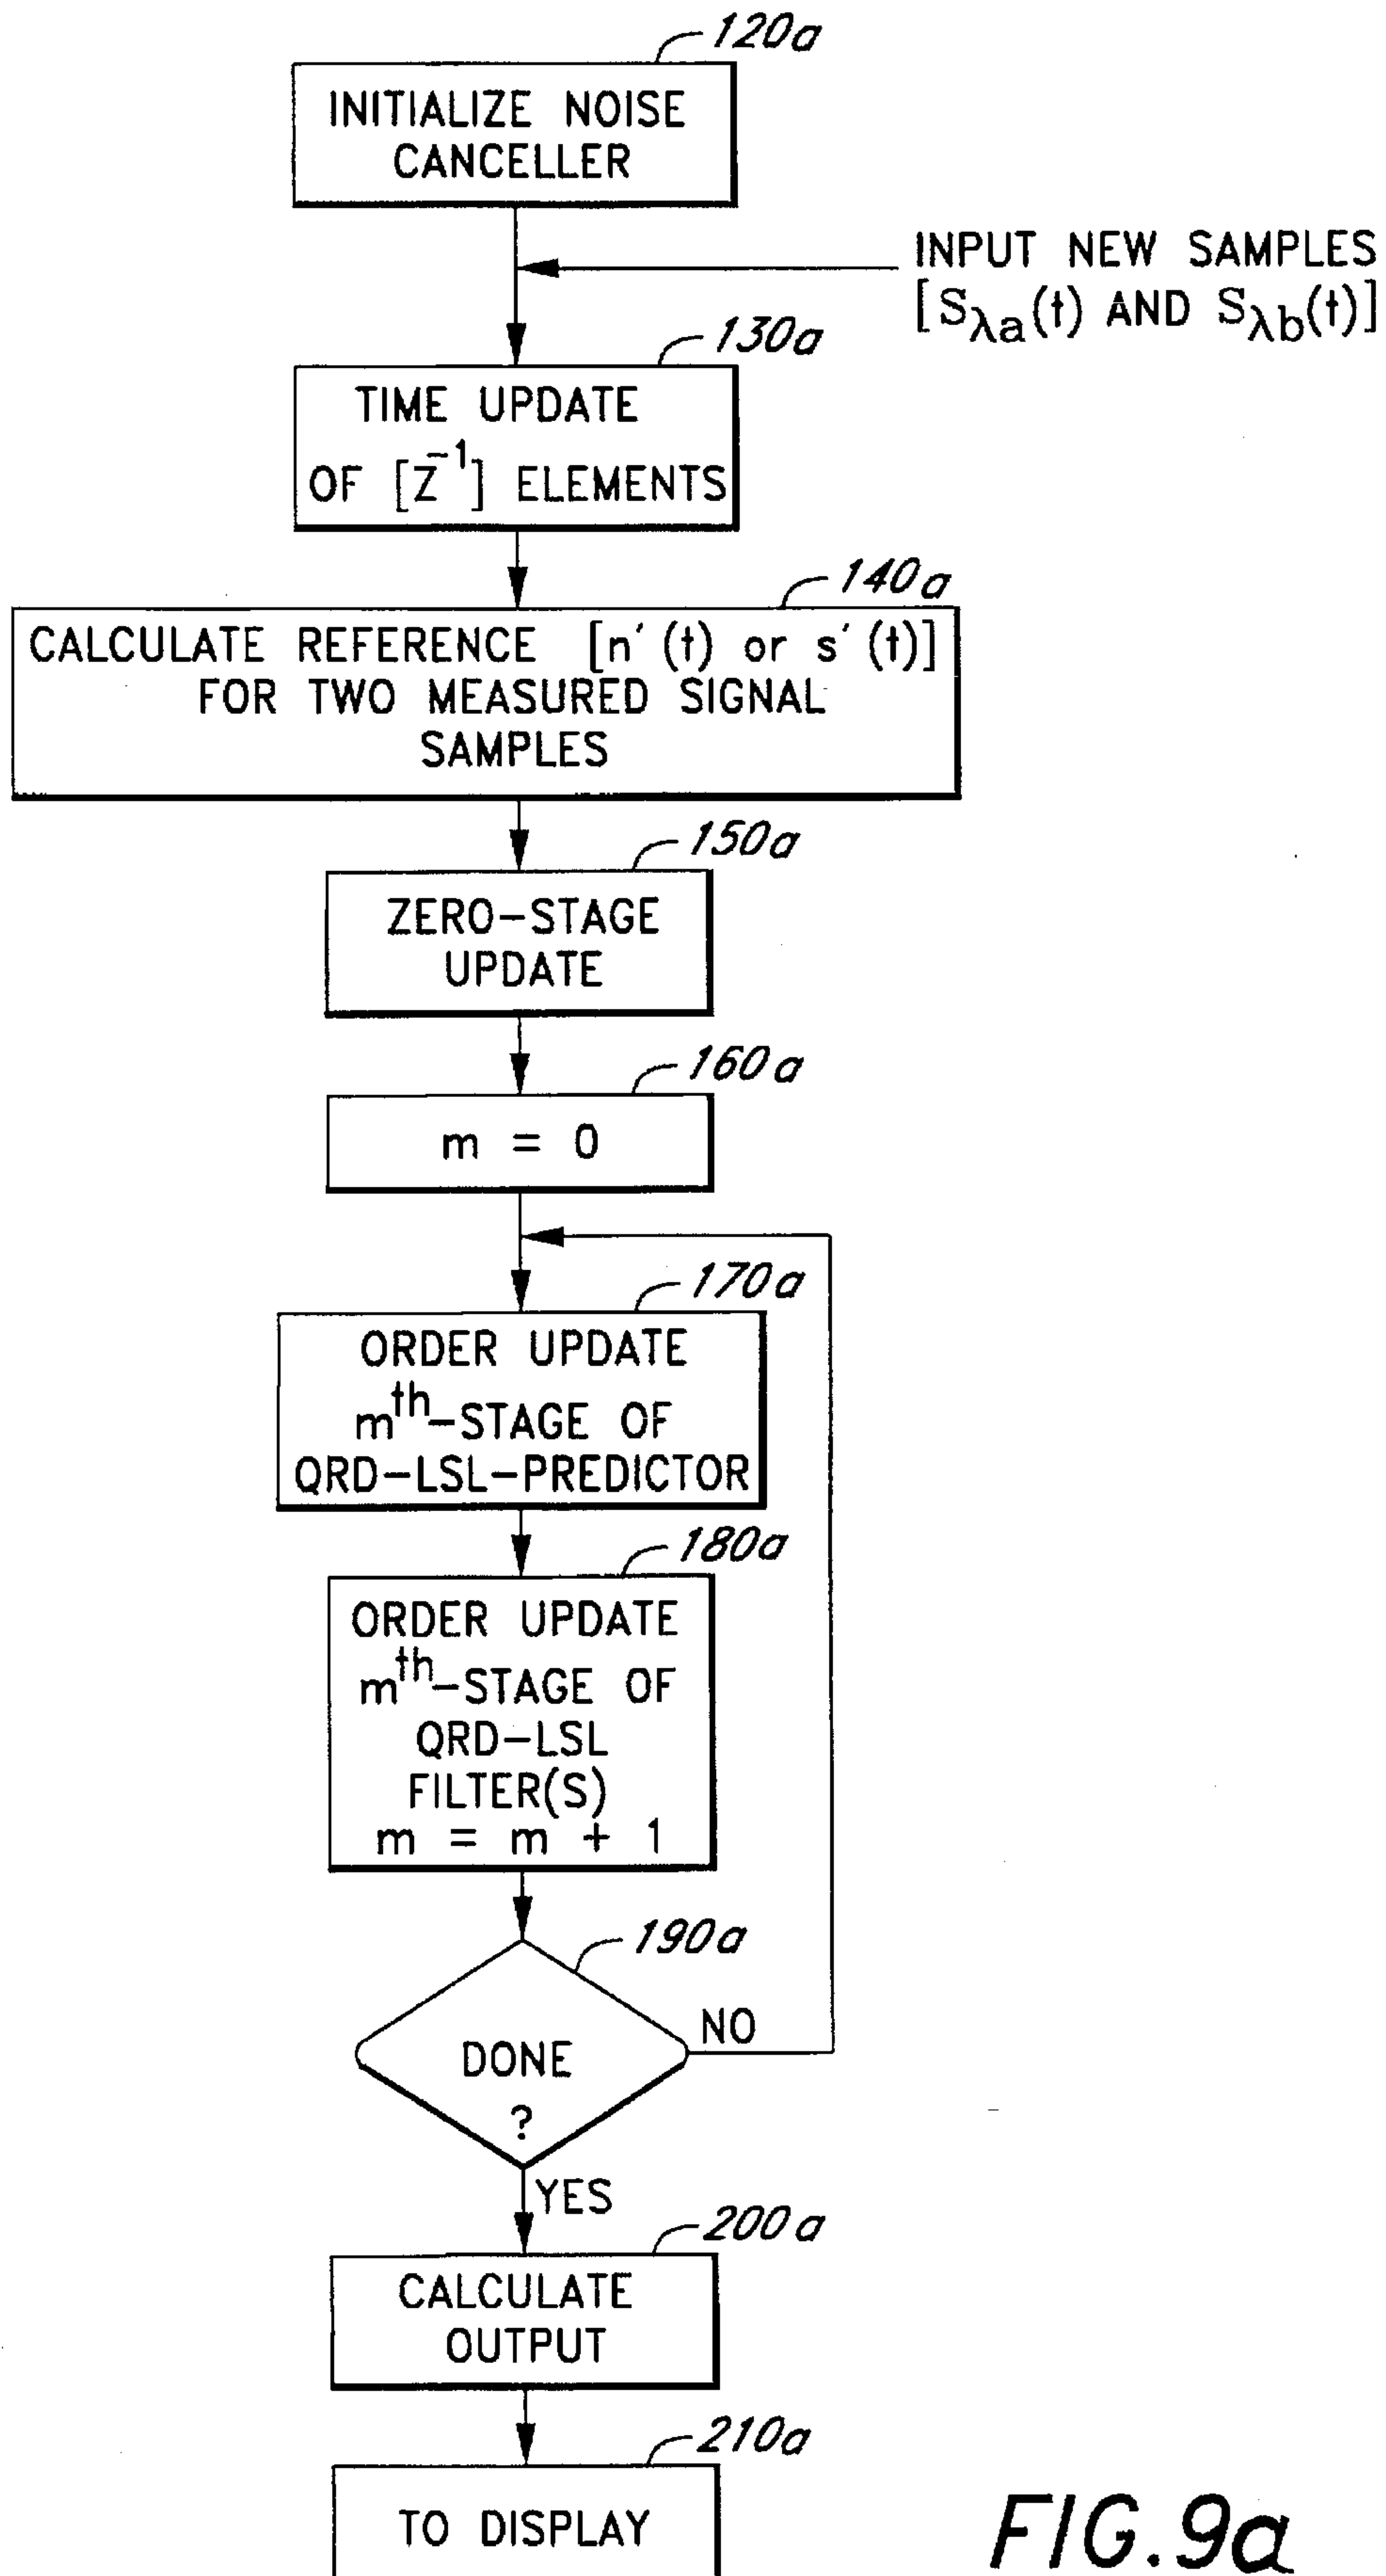 120a
INITIALIZE NOISE
CANCELLER
INPUT NEW SAMPLES
[Sλa(t) AND Sλb(t)]
130a
TIME UPDATE
OF [Z⁻¹] ELEMENTS
140a
CALCULATE REFERENCE [n′(t) or s′(t)]
FOR TWO MEASURED SIGNAL
SAMPLES
150a
ZERO-STAGE
UPDATE
160a
m = 0
170a
ORDER UPDATE
mᵗʰ-STAGE OF
QRD-LSL-PREDICTOR
180a
ORDER UPDATE
mᵗʰ-STAGE OF
QRD-LSL
FILTER(S)
m = m + 1
190a
NO
DONE
?
YES
200a
CALCULATE
OUTPUT
210a
TO DISPLAY
FIG.9a